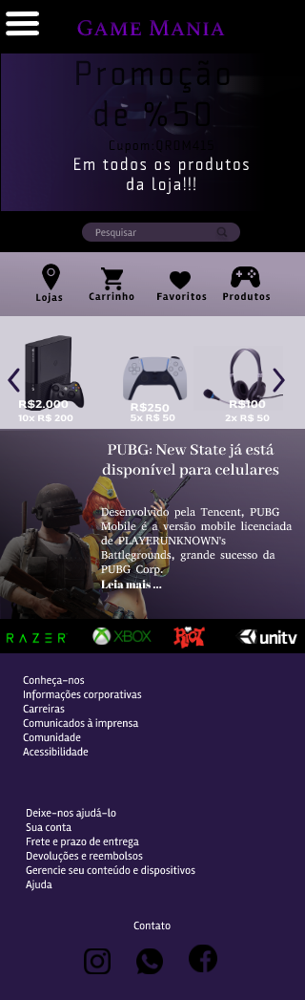 Game Mania
Promoção
de %50
Em todos os produtos
da loja!!!
Pesquisar
Lojas
Carrinho
Favoritos
Produtos
R$2.000
10x R$ 200
R$250
5x R$ 50
R$100
2x R$ 50
PUBG: New State já está
disponível para celulares
Desenvolvido pela Tencent, PUBG
Mobile é a versão mobile licenciada
de PLAYERUNKNOWN's
Battlegrounds, grande sucesso da
PUBG Corp.
Leia mais ...
RAZER
XBOX
RIOT
unity
Conheça-nos
Informações corporativas
Carreiras
Comunicados à imprensa
Comunidade
Acessibilidade
Deixe-nos ajudá-lo
Sua conta
Frete e prazo de entrega
Devoluções e reembolsos
Gerencie seu conteúdo e dispositivos
Ajuda
Contato